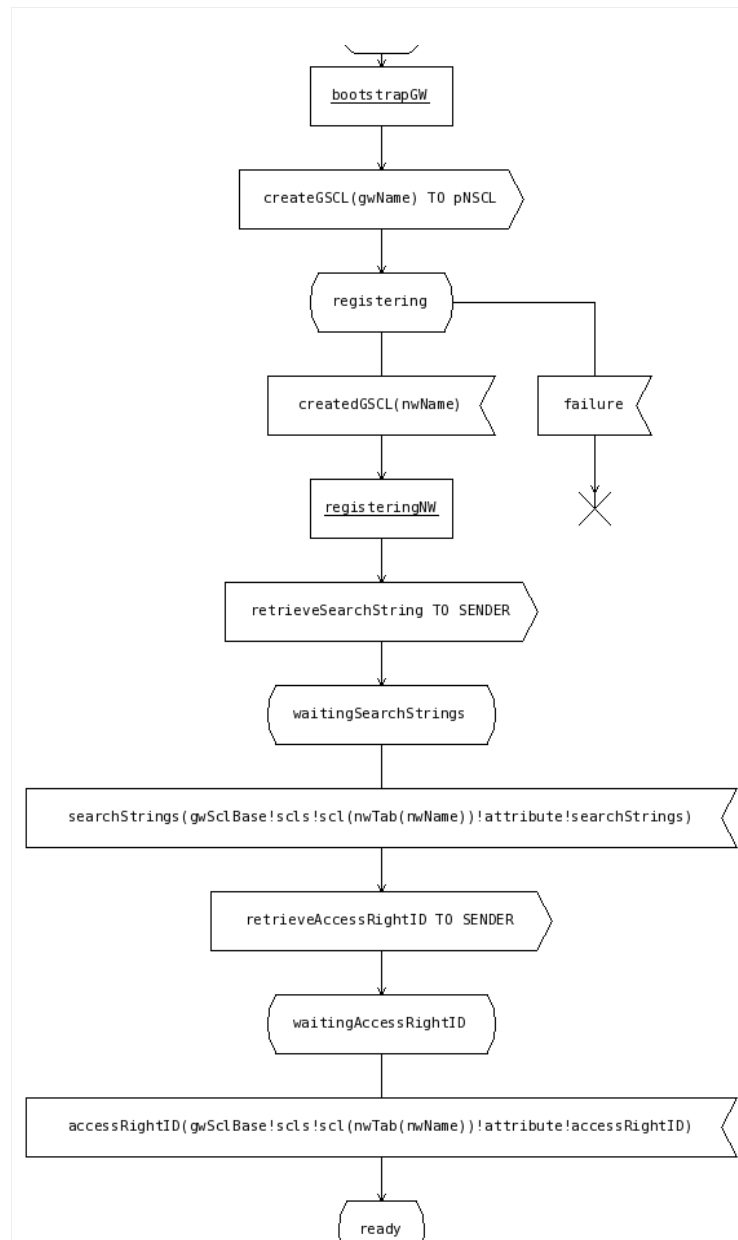 bootstrapGW
createGSCL(gwName) TO pNSCL
registering
createdGSCL(nwName)
failure
registeringNW
retrieveSearchString TO SENDER
waitingSearchStrings
searchStrings(gwSclBase!scls!scl(nwTab(nwName))!attribute!searchStrings)
retrieveAccessRightID TO SENDER
waitingAccessRightID
accessRightID(gwSclBase!scls!scl(nwTab(nwName))!attribute!accessRightID)
ready